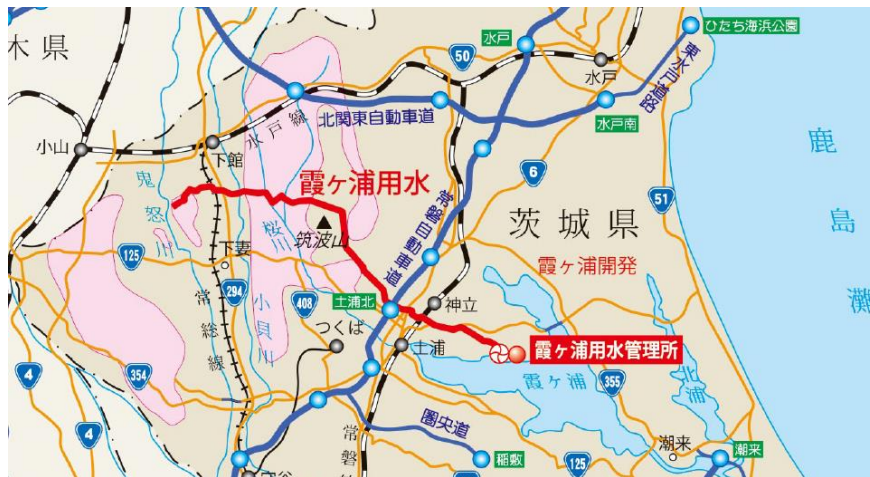 木県
50
水戸
ひたち海浜公園
水戸
東水戸道路
小山
下館
水戸線
北関東自動車道
水戸南
鬼怒川
霞ヶ浦用水
常磐自動車道
6
51
鹿島灘
茨城県
桜川
筑波山
125
下妻
霞ヶ浦開発
294
小貝川
408
土浦北
神立
常総線
つくば
土浦
霞ヶ浦用水管理所
4
354
霞ヶ浦
355
北浦
圏央道
4
潮来
潮来
稲敷
125